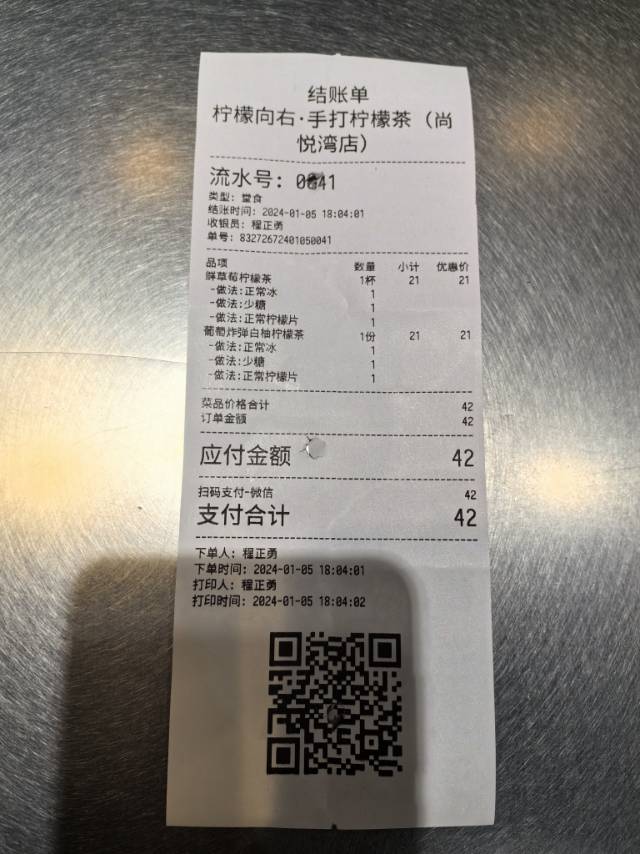 结账单
柠檬向右·手打柠檬茶（尚
悦湾店）
流水号：0041
类型：堂食
结账时间：2024-01-05 18:04:01
收银员：程正勇
单号：83272672401050041
品项 数量 小计 优惠价
鲜草莓柠檬茶 1杯 21 21
-做法:正常冰 1
-做法:少糖 1
-做法:正常柠檬片 1
葡萄炸弹白柚柠檬茶 1份 21 21
-做法:正常冰 1
-做法:少糖 1
-做法:正常柠檬片 1
菜品价格合计 42
订单金额 42
应付金额 42
扫码支付-微信 42
支付合计 42
下单人：程正勇
下单时间：2024-01-05 18:04:01
打印人：程正勇
打印时间：2024-01-05 18:04:02